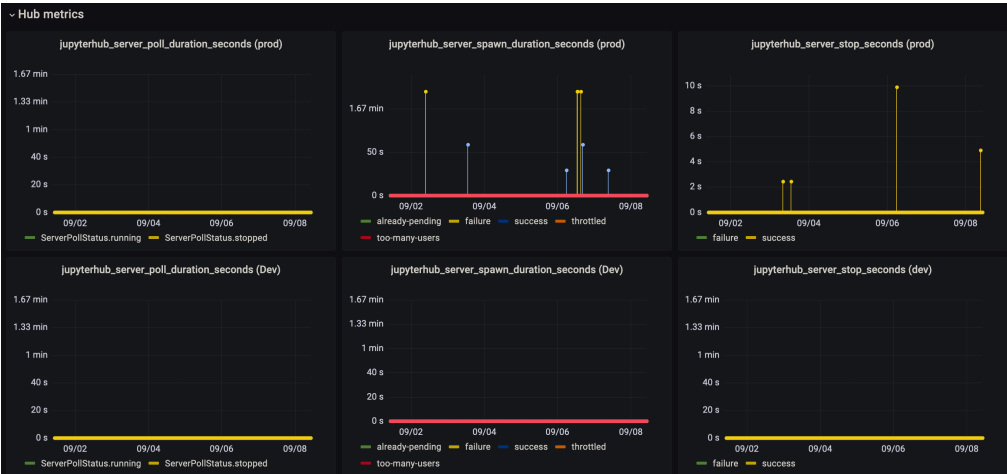 Hub metrics
jupyterhub_server_poll_duration_seconds (prod)
1.67 min
1.33 min
1 min
40 s
20 s
0 s
09/02 09/04 09/06 09/08
ServerPollStatus.running ServerPollStatus.stopped
jupyterhub_server_spawn_duration_seconds (prod)
1.67 min
50 s
0 s
09/02 09/04 09/06 09/08
already-pending failure success throttled
too-many-users
jupyterhub_server_stop_seconds (prod)
10 s
8 s
6 s
4 s
2 s
0 s
09/02 09/04 09/06 09/08
failure success
jupyterhub_server_poll_duration_seconds (Dev)
1.67 min
1.33 min
1 min
40 s
20 s
0 s
09/02 09/04 09/06 09/08
ServerPollStatus.running ServerPollStatus.stopped
jupyterhub_server_spawn_duration_seconds (Dev)
1.67 min
1.33 min
1 min
40 s
20 s
0 s
09/02 09/04 09/06 09/08
already-pending failure success throttled
too-many-users
jupyterhub_server_stop_seconds (dev)
1.67 min
1.33 min
1 min
40 s
20 s
0 s
09/02 09/04 09/06 09/08
failure success